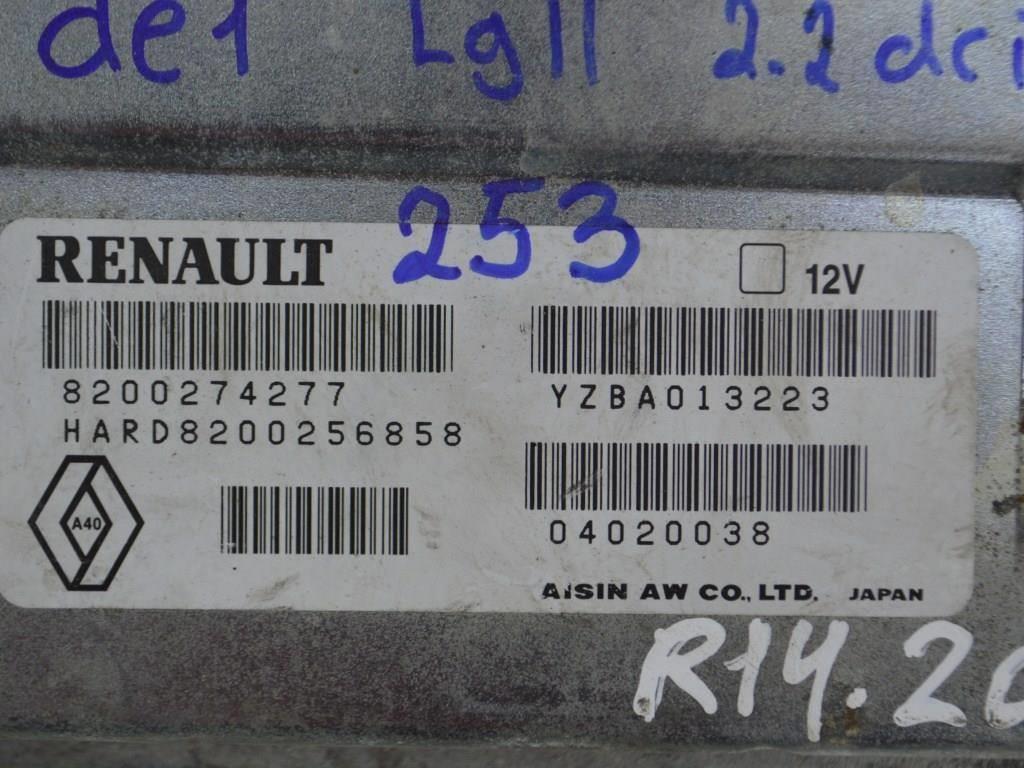 de1 LgII 2.2 dci
253
RENAULT
12V
8200274277
HARD8200256858
YZBA013223
A40
04020038
AISIN AW CO., LTD. JAPAN
R14.20